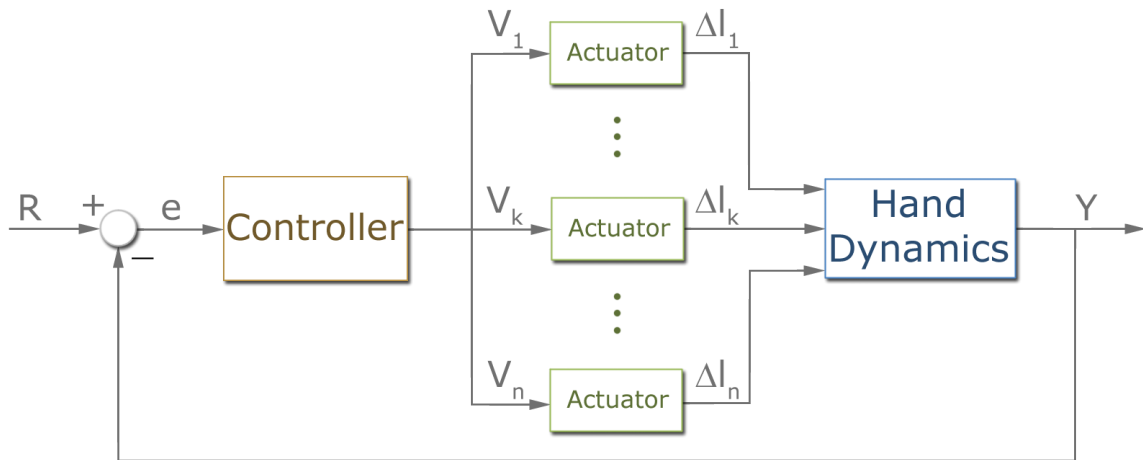 V₁
Actuator
Δl₁
R
+
−
e
Controller
Vₖ
Actuator
Δlₖ
Hand
Dynamics
Y
Vₙ
Actuator
Δlₙ